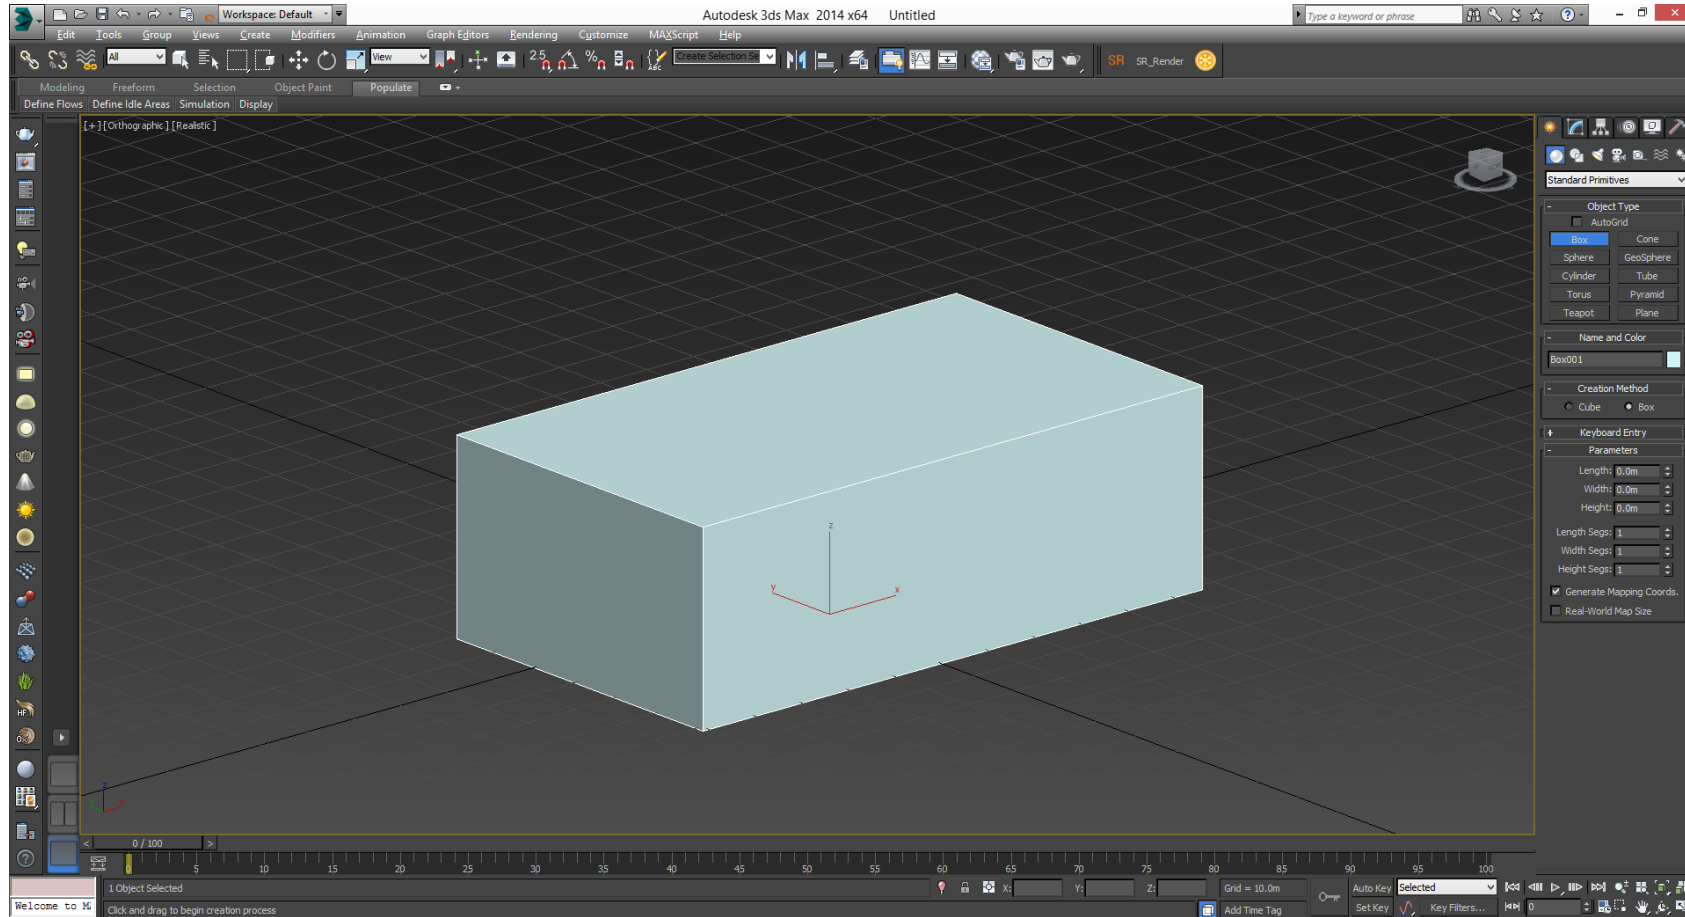 Workspace: Default
Autodesk 3ds Max 2014 x64 Untitled
Type a keyword or phrase
Edit Tools Group Views Create Modifiers Animation Graph Editors Rendering Customize MAXScript Help
All
View
2.5
%
ABC
Create Selection Se
SR SR_Render
Modeling Freeform Selection Object Paint Populate
Define Flows Define Idle Areas Simulation Display
[+][Orthographic][Realistic]
Standard Primitives
- Object Type
AutoGrid
Box Cone
Sphere GeoSphere
Cylinder Tube
Torus Pyramid
Teapot Plane
- Name and Color
Box001
- Creation Method
Cube Box
+ Keyboard Entry
- Parameters
Length: 0.0m
Width: 0.0m
Height: 0.0m
Length Segs: 1
Width Segs: 1
Height Segs: 1
Generate Mapping Coords.
Real-World Map Size
z
y x
HF
z
x
< 0 / 100 >
0 5 10 15 20 25 30 35 40 45 50 55 60 65 70 75 80 85 90 95 100
1 Object Selected X: Y: Z: Grid = 10.0m Auto Key Selected
Welcome to M
Click and drag to begin creation process Add Time Tag Set Key Key Filters... 0